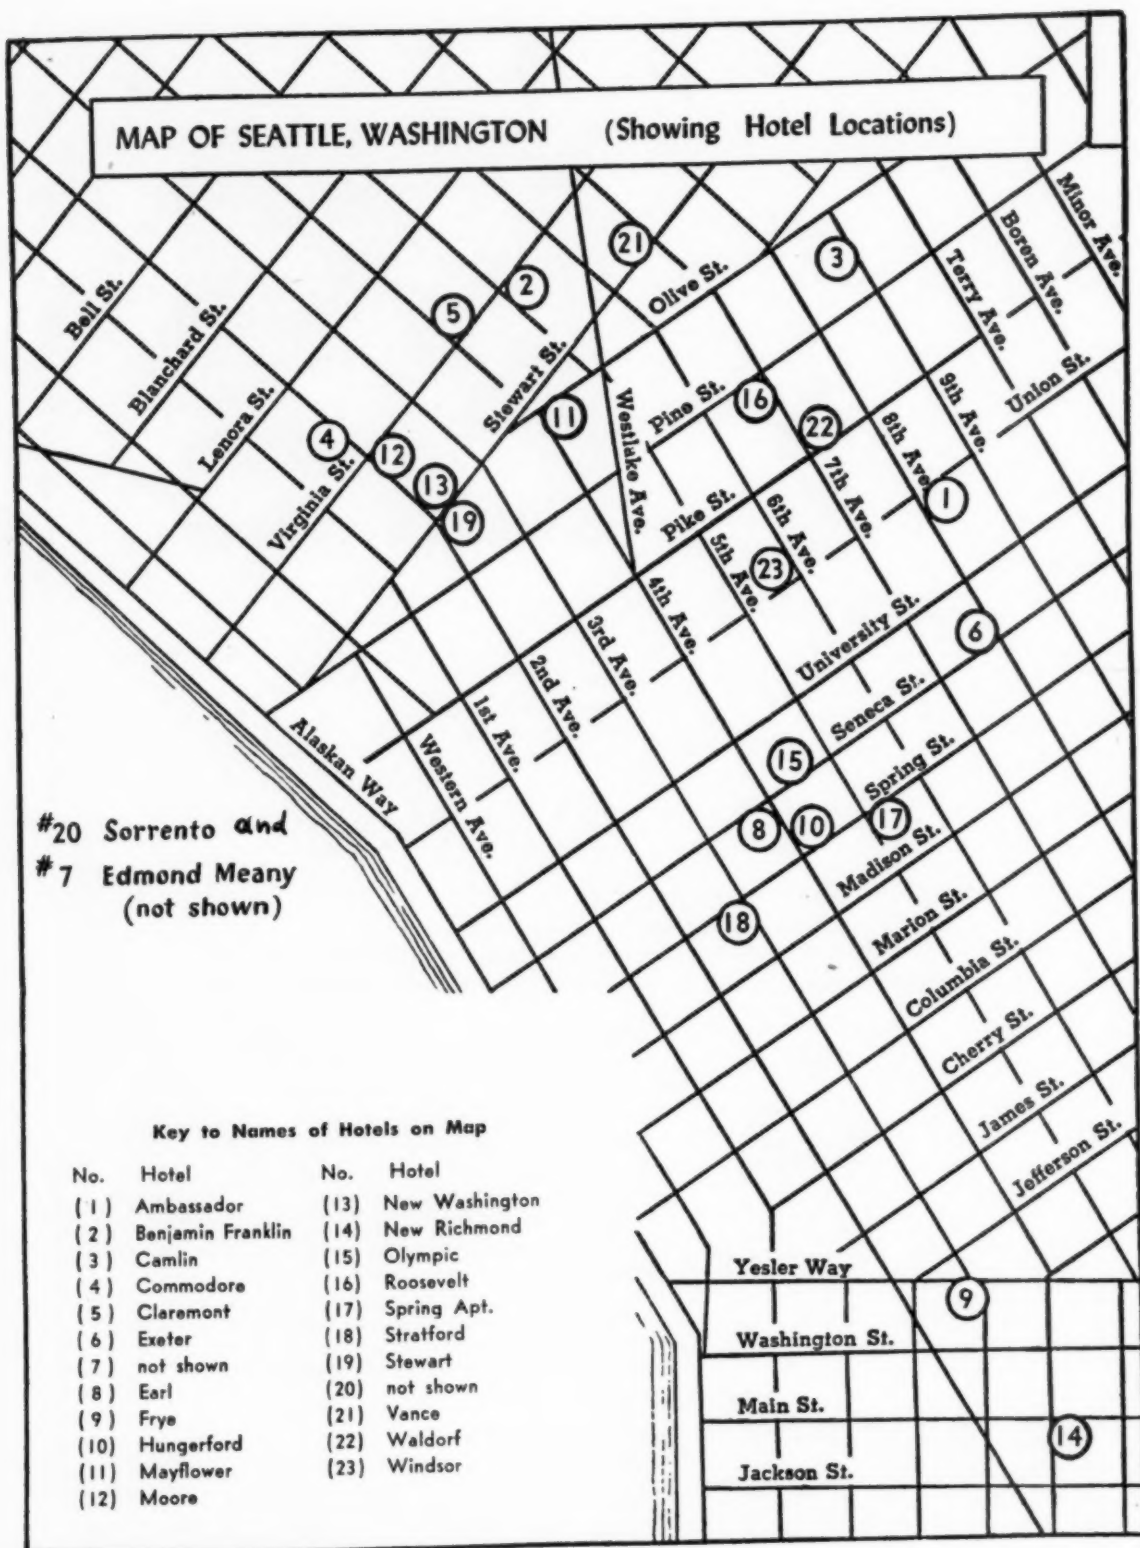 MAP OF SEATTLE, WASHINGTON (Showing Hotel Locations)
Minor Ave.
Boren Ave.
Terry Ave.
21
3
2
Olive St.
Bell St.
5
Blanchard St.
Stewart St.
Union St.
9th Ave.
Lenora St.
11
Westlake Ave.
Pine St.
16
22
8th Ave.
4
12
Virginia St.
13
19
Pike St.
7th Ave.
1
6th Ave.
5th Ave.
23
4th Ave.
3rd Ave.
University St.
6
2nd Ave.
1st Ave.
Seneca St.
Alaskan Way
Western Ave.
15
Spring St.
8
10
17
Madison St.
#20 Sorrento and
#7 Edmond Meany
(not shown)
18
Marion St.
Columbia St.
Cherry St.
James St.
Jefferson St.
Yesler Way
9
Washington St.
Main St.
14
Jackson St.
Key to Names of Hotels on Map
No. Hotel No. Hotel
(1) Ambassador (13) New Washington
(2) Benjamin Franklin (14) New Richmond
(3) Camlin (15) Olympic
(4) Commodore (16) Roosevelt
(5) Claremont (17) Spring Apt.
(6) Exeter (18) Stratford
(7) not shown (19) Stewart
(8) Earl (20) not shown
(9) Frye (21) Vance
(10) Hungerford (22) Waldorf
(11) Mayflower (23) Windsor
(12) Moore